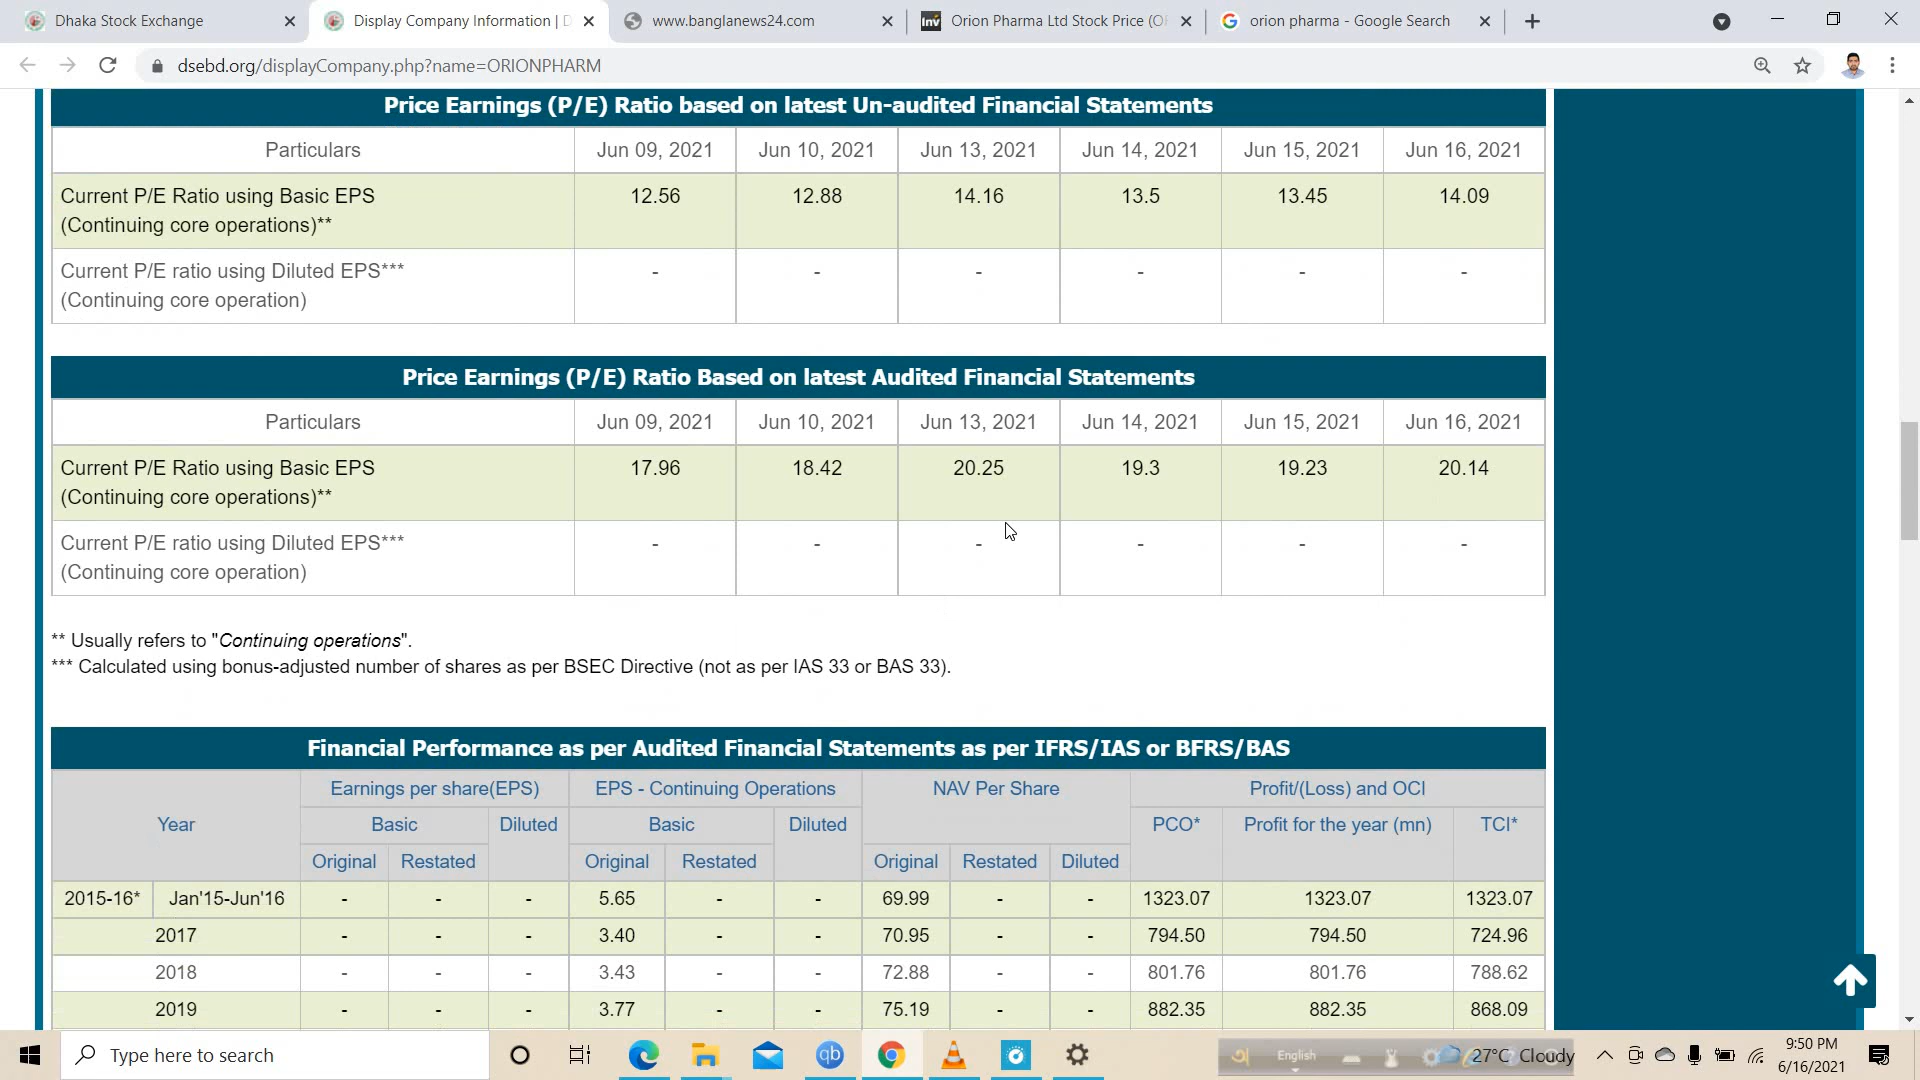 Dhaka Stock Exchange
Display Company Information | D
www.banglanews24.com
Inv Orion Pharma Ltd Stock Price (O
G orion pharma - Google Search
dsebd.org/displayCompany.php?name=ORIONPHARM
Price Earnings (P/E) Ratio based on latest Un-audited Financial Statements
Particulars Jun 09, 2021 Jun 10, 2021 Jun 13, 2021 Jun 14, 2021 Jun 15, 2021 Jun 16, 2021
Current P/E Ratio using Basic EPS 12.56 12.88 14.16 13.5 13.45 14.09
(Continuing core operations)**
Current P/E ratio using Diluted EPS*** - - - - - -
(Continuing core operation)
Price Earnings (P/E) Ratio Based on latest Audited Financial Statements
Particulars Jun 09, 2021 Jun 10, 2021 Jun 13, 2021 Jun 14, 2021 Jun 15, 2021 Jun 16, 2021
Current P/E Ratio using Basic EPS 17.96 18.42 20.25 19.3 19.23 20.14
(Continuing core operations)**
Current P/E ratio using Diluted EPS*** - - - - - -
(Continuing core operation)
** Usually refers to "Continuing operations".
*** Calculated using bonus-adjusted number of shares as per BSEC Directive (not as per IAS 33 or BAS 33).
Financial Performance as per Audited Financial Statements as per IFRS/IAS or BFRS/BAS
Earnings per share(EPS) EPS - Continuing Operations NAV Per Share Profit/(Loss) and OCI
Year Basic Diluted Basic Diluted PCO* Profit for the year (mn) TCI*
Original Restated Original Restated Original Restated Diluted
2015-16* Jan'15-Jun'16 - - - 5.65 - - 69.99 - - 1323.07 1323.07 1323.07
2017 - - - 3.40 - - 70.95 - - 794.50 794.50 724.96
2018 - - - 3.43 - - 72.88 - - 801.76 801.76 788.62
2019 - - - 3.77 - - 75.19 - - 882.35 882.35 868.09
Type here to search
qb
English
27°C Cloudy
9:50 PM
6/16/2021